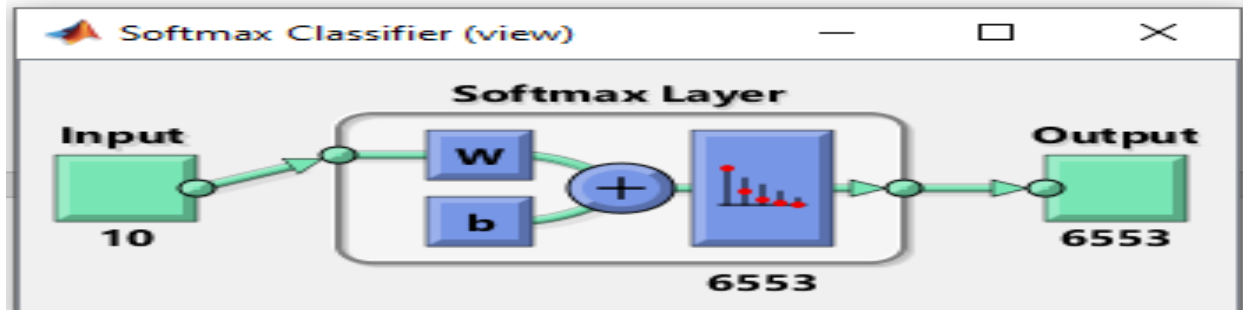 Softmax Classifier (view)
Softmax Layer
Input
Output
W
+
b
10
6553
6553